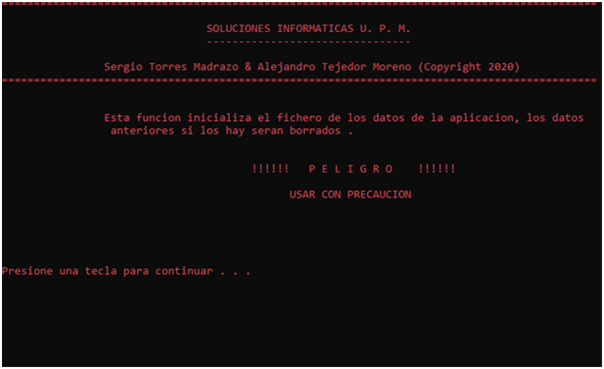 ================================================================================
SOLUCIONES INFORMATICAS U. P. M.
--------------------------------
Sergio Torres Madrazo & Alejandro Tejedor Moreno (Copyright 2020)
================================================================================
Esta funcion inicializa el fichero de los datos de la aplicacion, los datos
anteriores si los hay seran borrados .
!!!!!! P E L I G R O !!!!!!
USAR CON PRECAUCION
Presione una tecla para continuar . . .